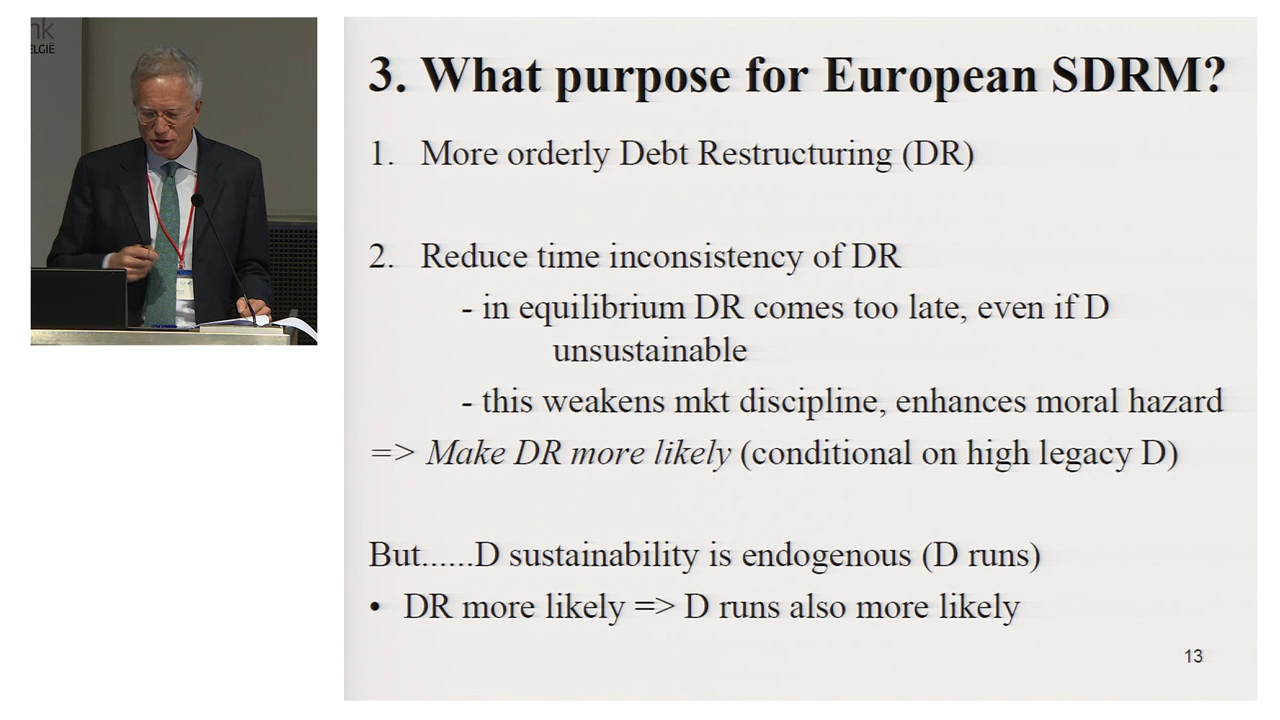 nk
ELGIË
3. What purpose for European SDRM?
1. More orderly Debt Restructuring (DR)
2. Reduce time inconsistency of DR
- in equilibrium DR comes too late, even if D
unsustainable
- this weakens mkt discipline, enhances moral hazard
=> Make DR more likely (conditional on high legacy D)
But......D sustainability is endogenous (D runs)
• DR more likely => D runs also more likely
13